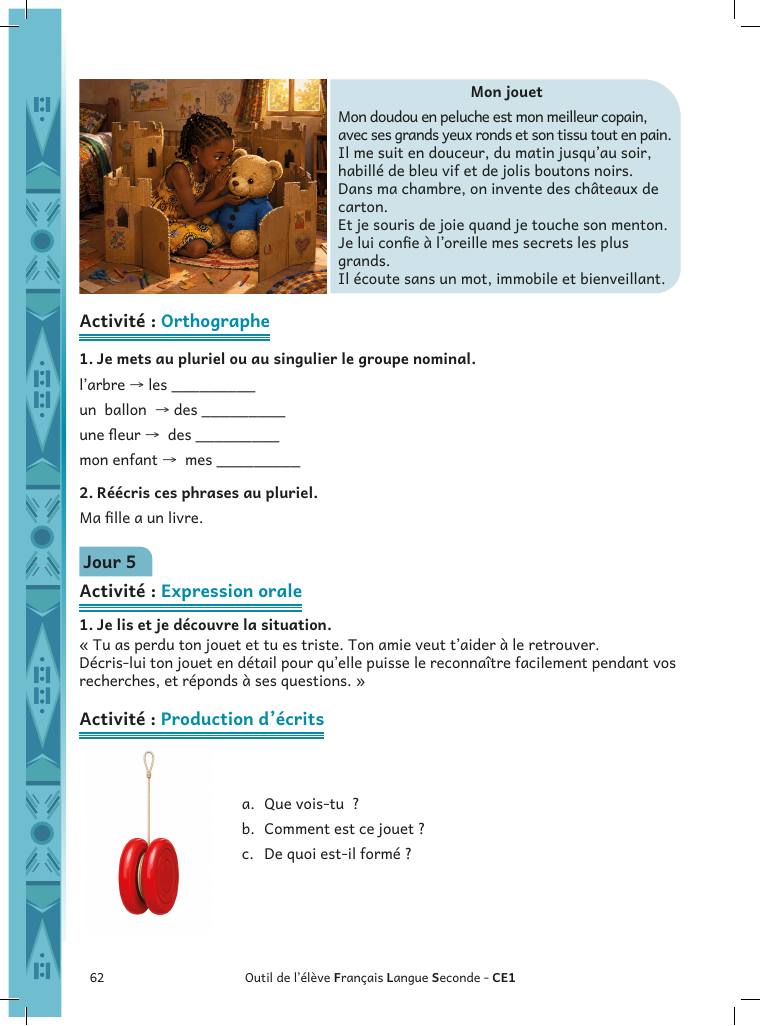 Mon jouet
Mon doudou en peluche est mon meilleur copain,
avec ses grands yeux ronds et son tissu tout en pain.
Il me suit en douceur, du matin jusqu'au soir,
habillé de bleu vif et de jolis boutons noirs.
Dans ma chambre, on invente des châteaux de
carton.
Et je souris de joie quand je touche son menton.
Je lui confie à l'oreille mes secrets les plus
grands.
Il écoute sans un mot, immobile et bienveillant.
Activité : Orthographe
1. Je mets au pluriel ou au singulier le groupe nominal.
l'arbre → les _________
un ballon → des _________
une fleur → des _________
mon enfant → mes _________
2. Réécris ces phrases au pluriel.
Ma fille a un livre.
Jour 5
Activité : Expression orale
1. Je lis et je découvre la situation.
« Tu as perdu ton jouet et tu es triste. Ton amie veut t'aider à le retrouver.
Décris-lui ton jouet en détail pour qu'elle puisse le reconnaître facilement pendant vos
recherches, et réponds à ses questions. »
Activité : Production d'écrits
a. Que vois-tu ?
b. Comment est ce jouet ?
c. De quoi est-il formé ?
62
Outil de l'élève Français Langue Seconde - CE1